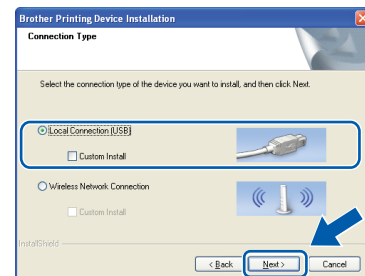 Brother Printing Device Installation
Connection Type
Select the connection type of the device you want to install, and then click Next.
Local Connection (USB)
Custom Install
Wireless Network Connection
Custom Install
InstallShield
< Back Next > Cancel